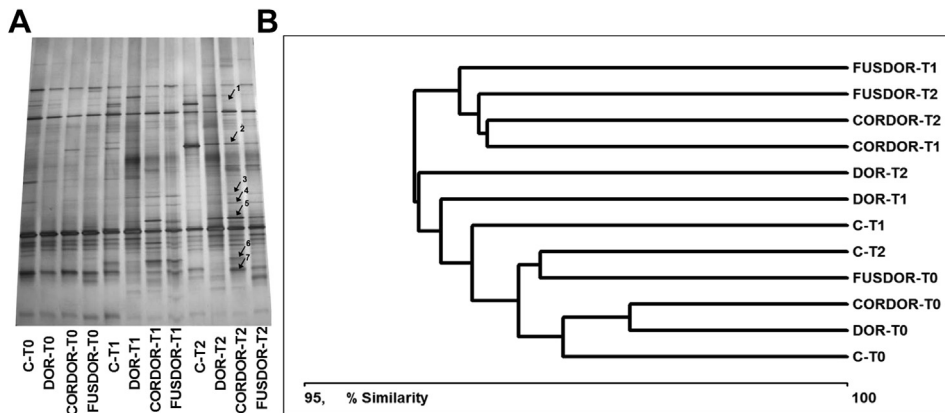 A
1
2
3
4
5
6
7
C-T0
DOR-T0
CORDOR-T0
FUSDOR-T0
C-T1
DOR-T1
CORDOR-T1
FUSDOR-T1
C-T2
DOR-T2
CORDOR-T2
FUSDOR-T2
B
FUSDOR-T1
FUSDOR-T2
CORDOR-T2
CORDOR-T1
DOR-T2
DOR-T1
C-T1
C-T2
FUSDOR-T0
CORDOR-T0
DOR-T0
C-T0
95, % Similarity 100